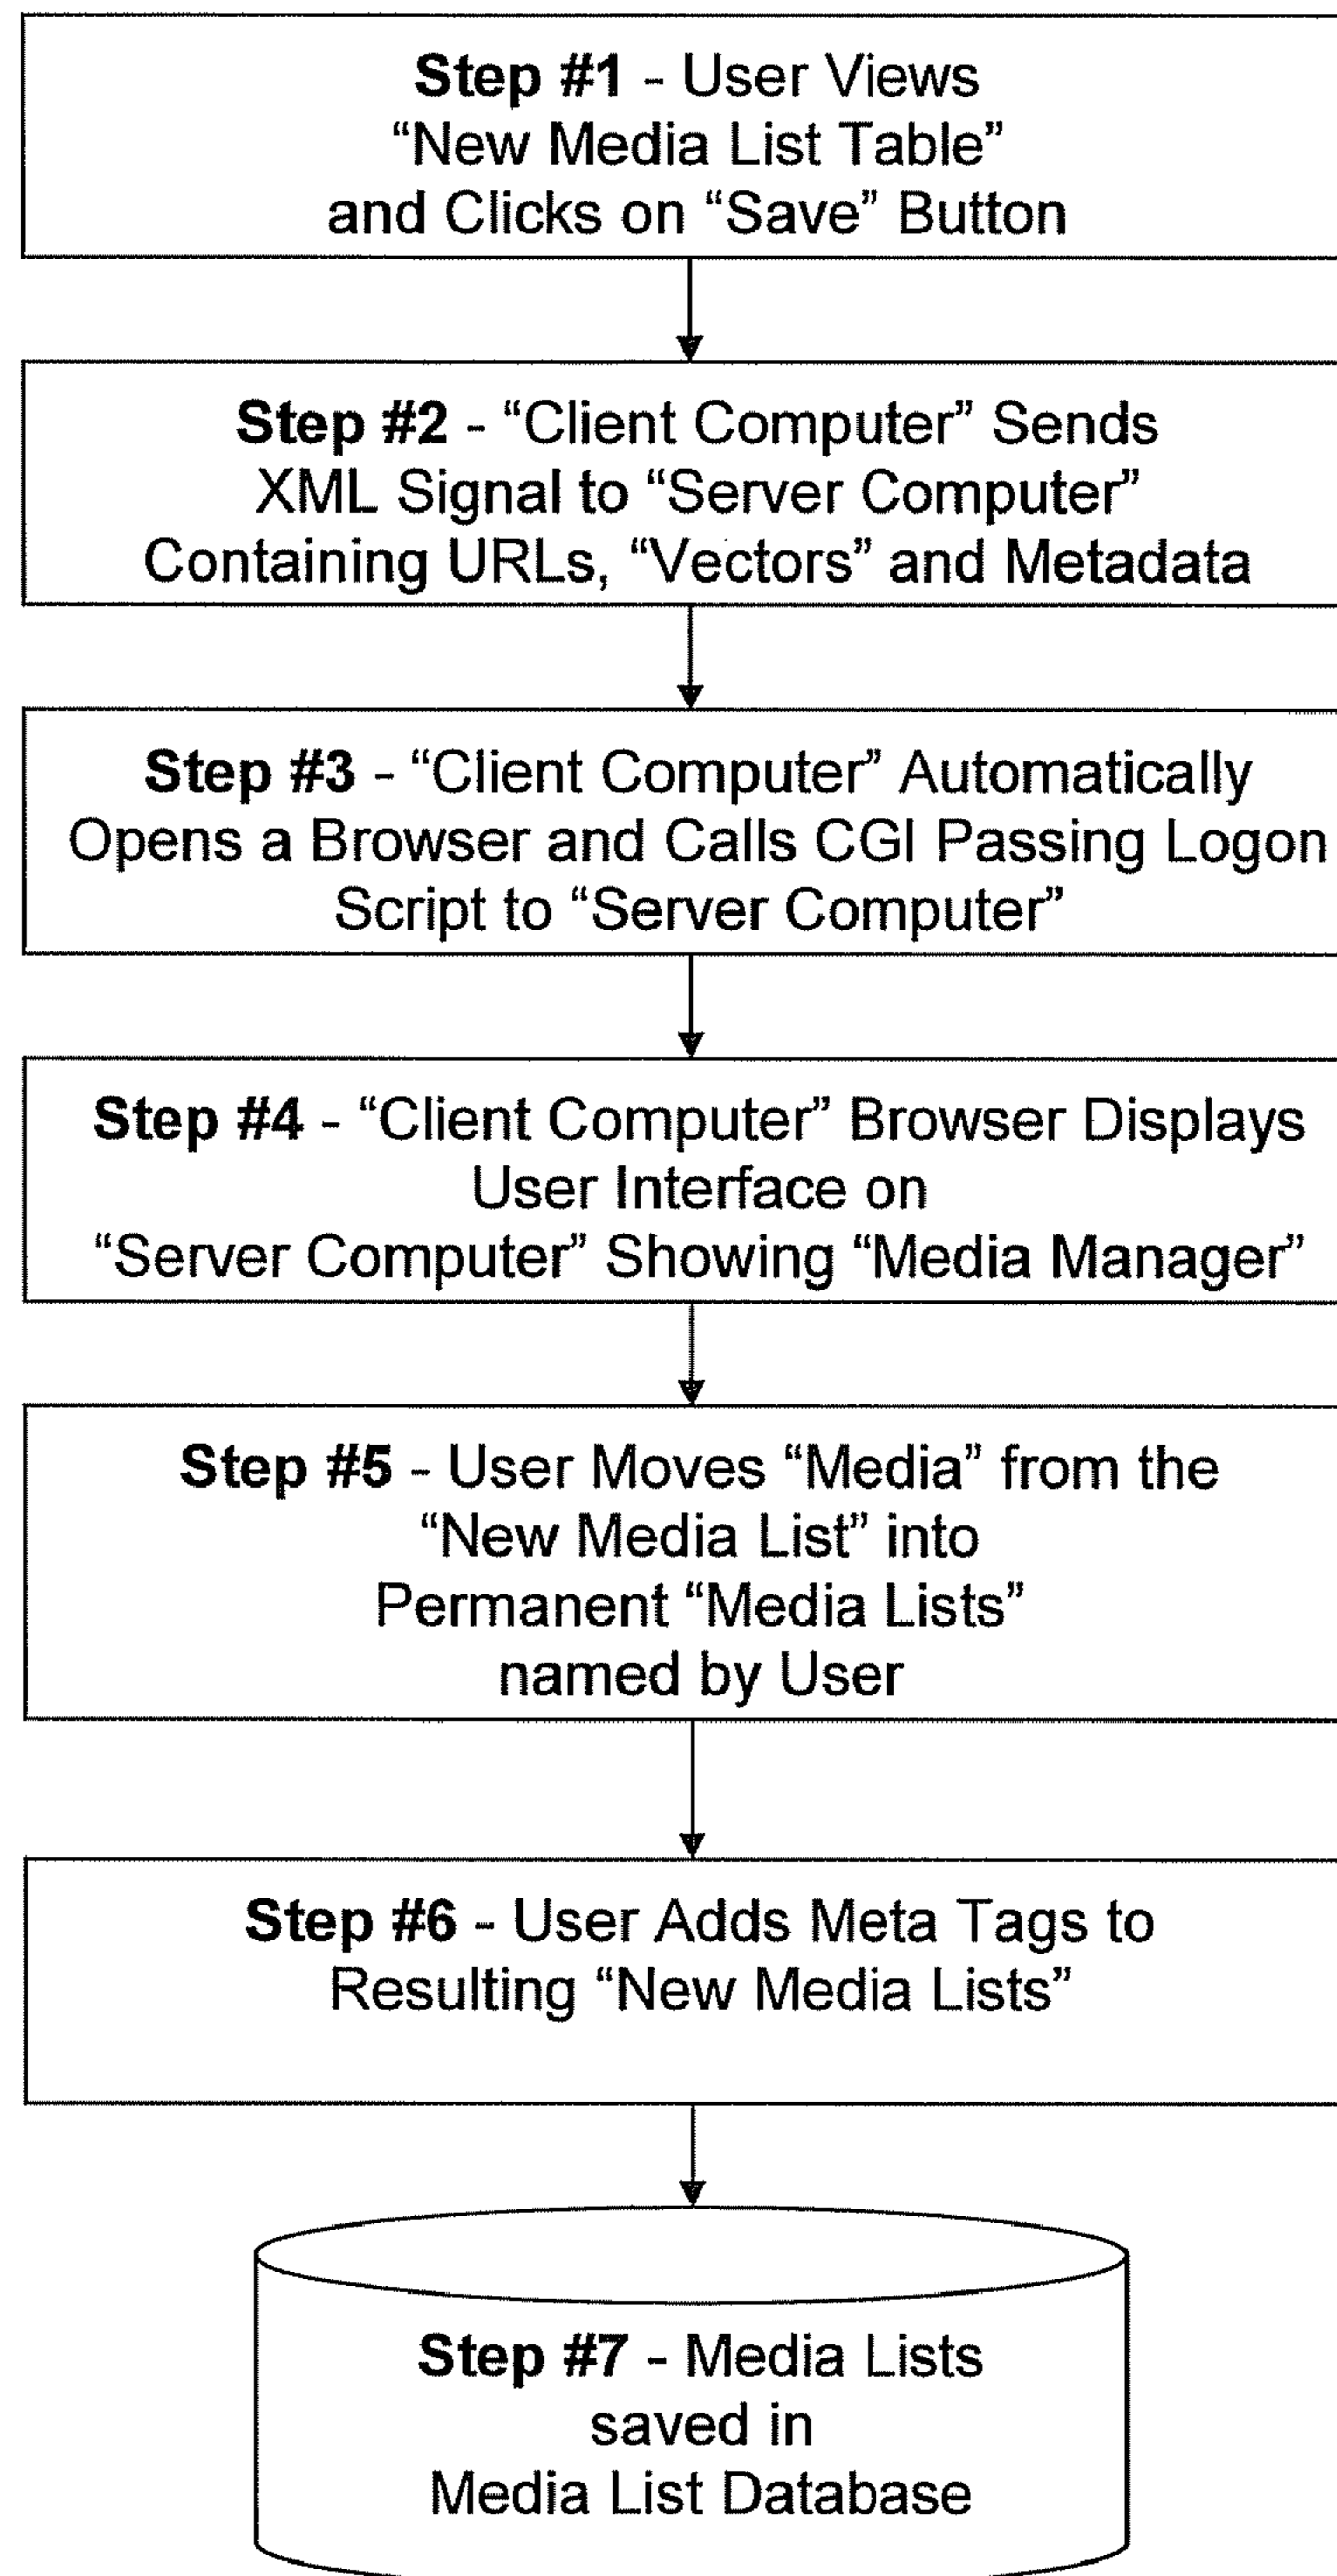 Step #1 - User Views
“New Media List Table”
and Clicks on “Save” Button
Step #2 - “Client Computer” Sends
XML Signal to “Server Computer”
Containing URLs, “Vectors” and Metadata
Step #3 - “Client Computer” Automatically
Opens a Browser and Calls CGI Passing Logon
Script to “Server Computer”
Step #4 - “Client Computer” Browser Displays
User Interface on
“Server Computer” Showing “Media Manager”
Step #5 - User Moves “Media” from the
“New Media List” into
Permanent “Media Lists”
named by User
Step #6 - User Adds Meta Tags to
Resulting “New Media Lists”
Step #7 - Media Lists
saved in
Media List Database